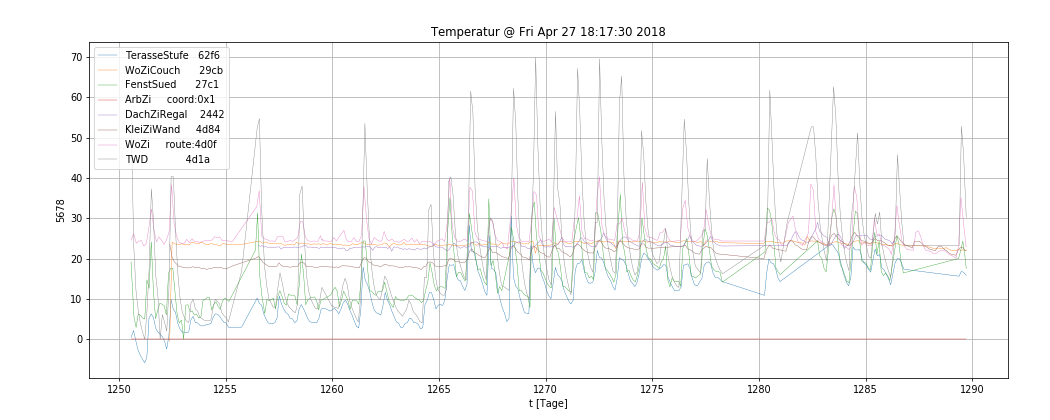 Temperatur @ Fri Apr 27 18:17:30 2018
70
60
50
40
30
20
10
0
5678
TerasseStufe 62f6
WoZiCouch 29cb
FenstSued 27c1
ArbZi coord:0x1
DachZiRegal 2442
KleiZiWand 4d84
WoZi route:4d0f
TWD 4d1a
1250 1255 1260 1265 1270 1275 1280 1285 1290
t [Tage]